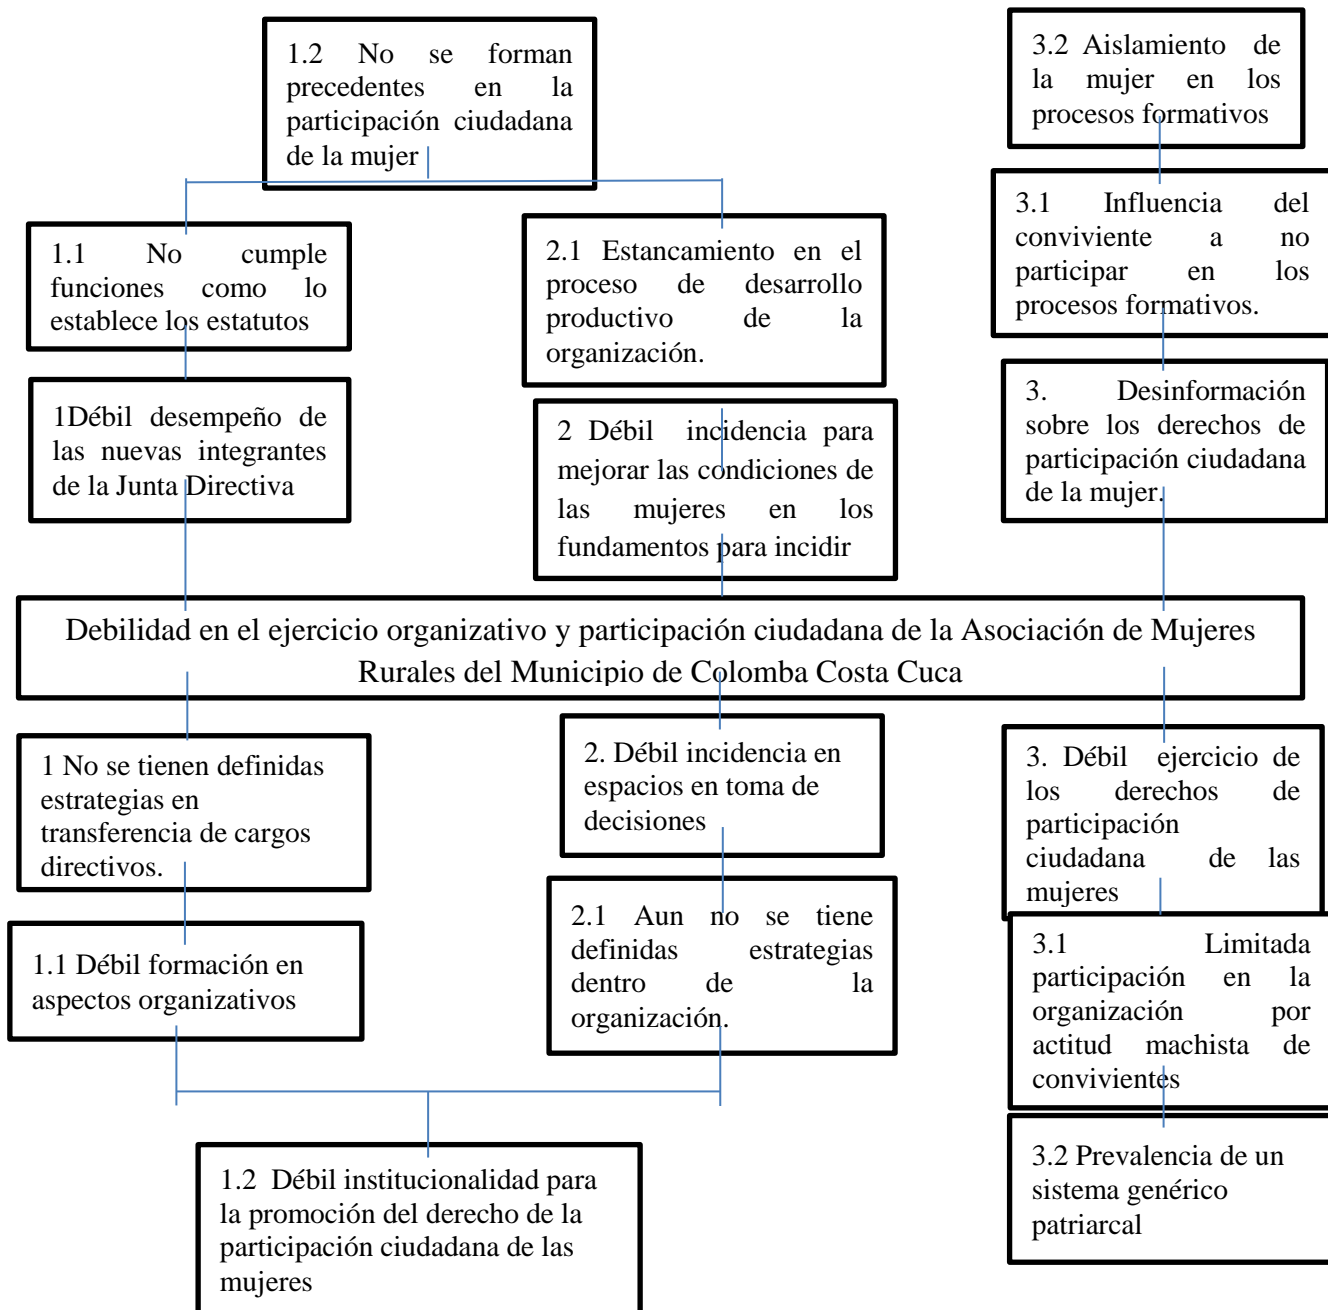 1.2 No se forman
precedentes en la
participación ciudadana
de la mujer
3.2 Aislamiento de
la mujer en los
procesos formativos
1.1 No cumple
funciones como lo
establece los estatutos
2.1 Estancamiento en el
proceso de desarrollo
productivo de la
organización.
3.1 Influencia del
conviviente a no
participar en los
procesos formativos.
1Débil desempeño de
las nuevas integrantes
de la Junta Directiva
2 Débil incidencia para
mejorar las condiciones de
las mujeres en los
fundamentos para incidir
3. Desinformación
sobre los derechos de
participación ciudadana
de la mujer.
Debilidad en el ejercicio organizativo y participación ciudadana de la Asociación de Mujeres
Rurales del Municipio de Colomba Costa Cuca
1 No se tienen definidas
estrategias en
transferencia de cargos
directivos.
2. Débil incidencia en
espacios en toma de
decisiones
3. Débil ejercicio de
los derechos de
participación
ciudadana de las
mujeres
1.1 Débil formación en
aspectos organizativos
2.1 Aun no se tiene
definidas estrategias
dentro de la
organización.
3.1 Limitada
participación en la
organización por
actitud machista de
convivientes
1.2 Débil institucionalidad para
la promoción del derecho de la
participación ciudadana de las
mujeres
3.2 Prevalencia de un
sistema genérico
patriarcal